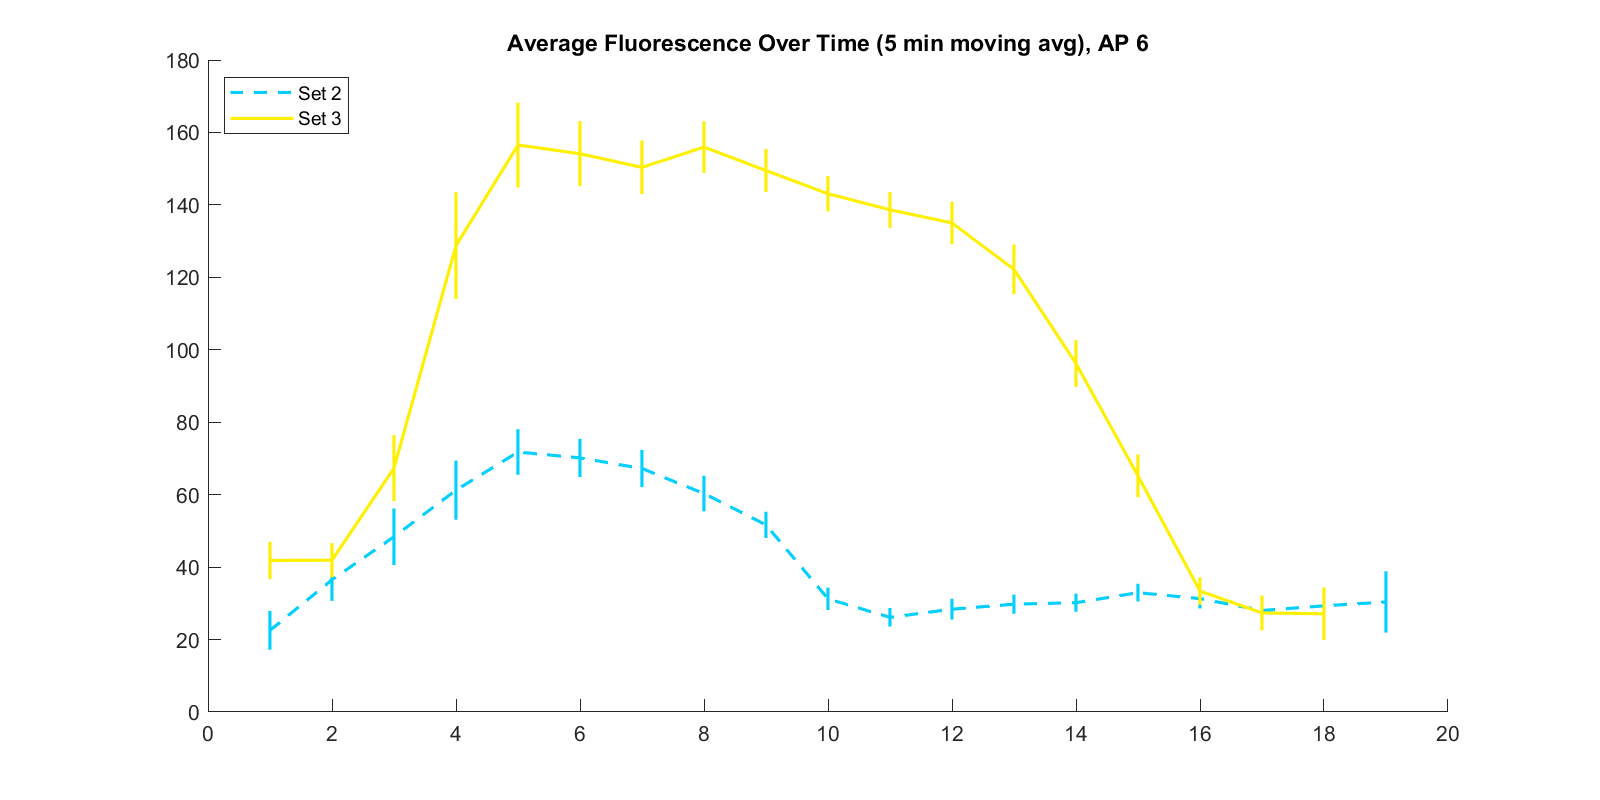 Average Fluorescence Over Time (5 min moving avg), AP 6
180
160
140
120
100
80
60
40
20
0
Set 2
Set 3
0 2 4 6 8 10 12 14 16 18 20